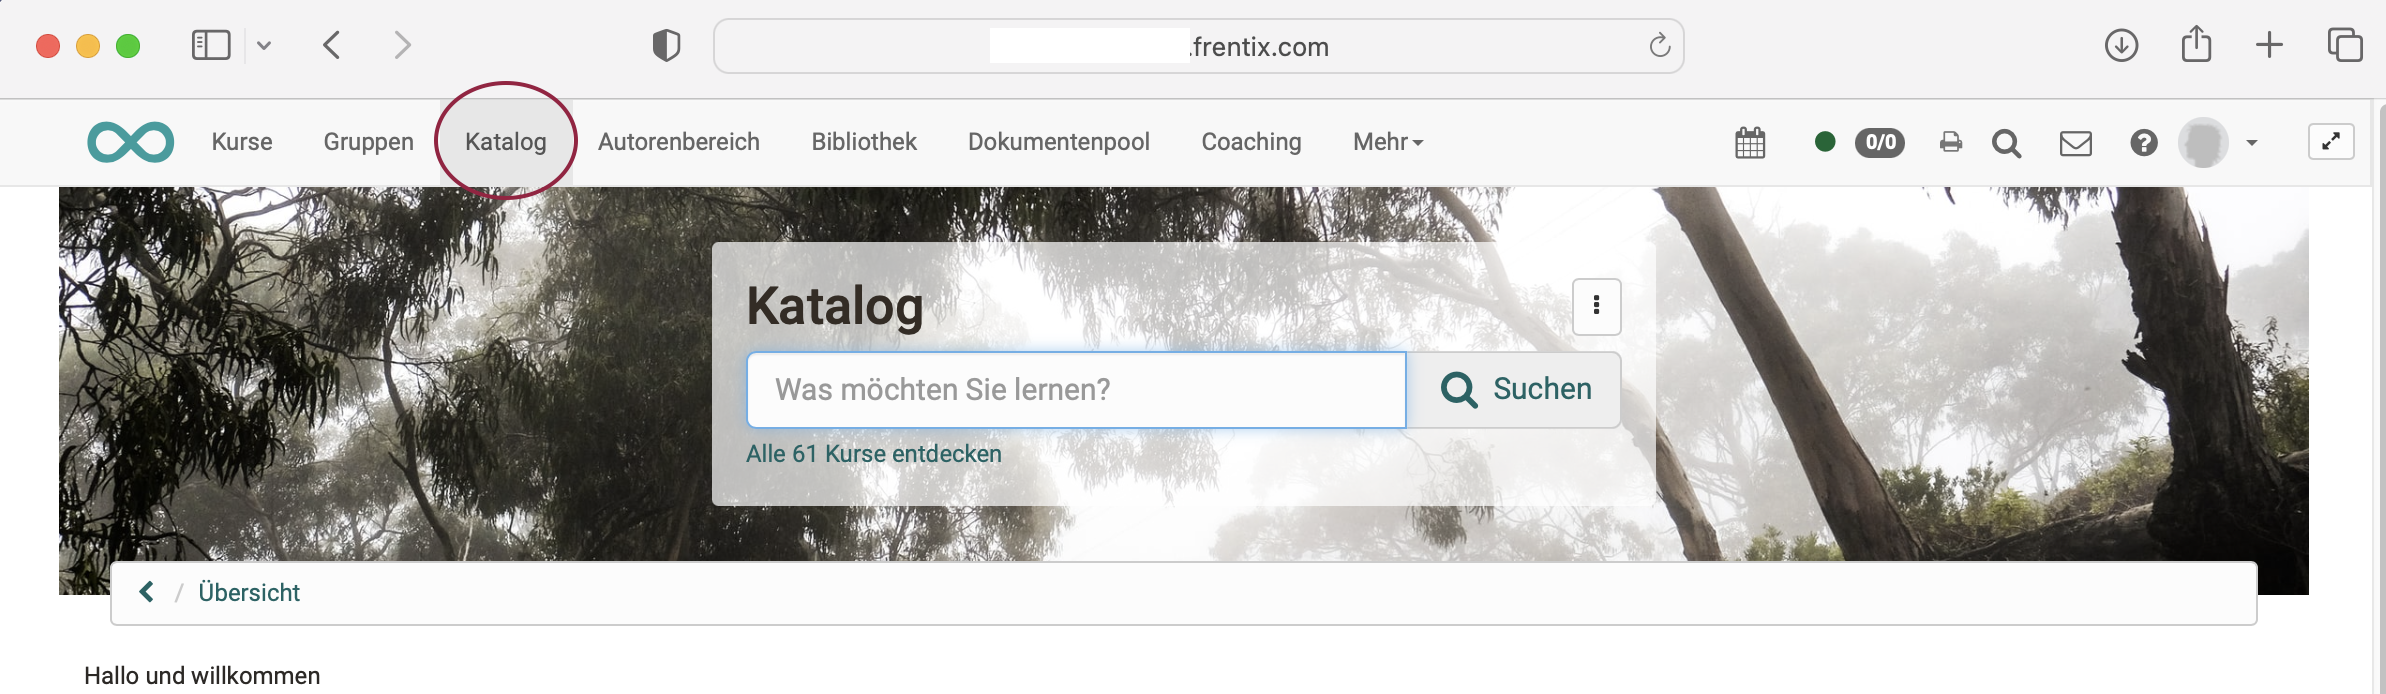 .frentix.com
Kurse Gruppen Katalog Autorenbereich Bibliothek Dokumentenpool Coaching Mehr 0/0
Katalog
Was möchten Sie lernen? Suchen
Alle 61 Kurse entdecken
/ Übersicht
Hallo und willkommen